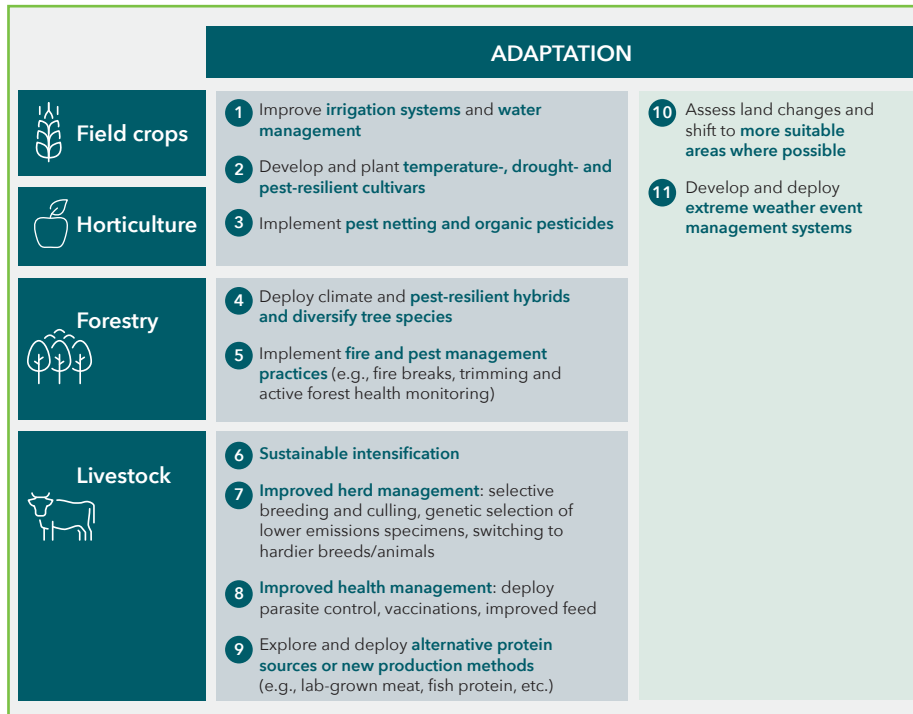 ADAPTATION
Field crops
Horticulture
1 Improve irrigation systems and water
management
2 Develop and plant temperature-, drought- and
pest-resilient cultivars
3 Implement pest netting and organic pesticides
Forestry
4 Deploy climate and pest-resilient hybrids
and diversify tree species
5 Implement fire and pest management
practices (e.g., fire breaks, trimming and
active forest health monitoring)
Livestock
6 Sustainable intensification
7 Improved herd management: selective
breeding and culling, genetic selection of
lower emissions specimens, switching to
hardier breeds/animals
8 Improved health management: deploy
parasite control, vaccinations, improved feed
9 Explore and deploy alternative protein
sources or new production methods
(e.g., lab-grown meat, fish protein, etc.)
10 Assess land changes and
shift to more suitable
areas where possible
11 Develop and deploy
extreme weather event
management systems